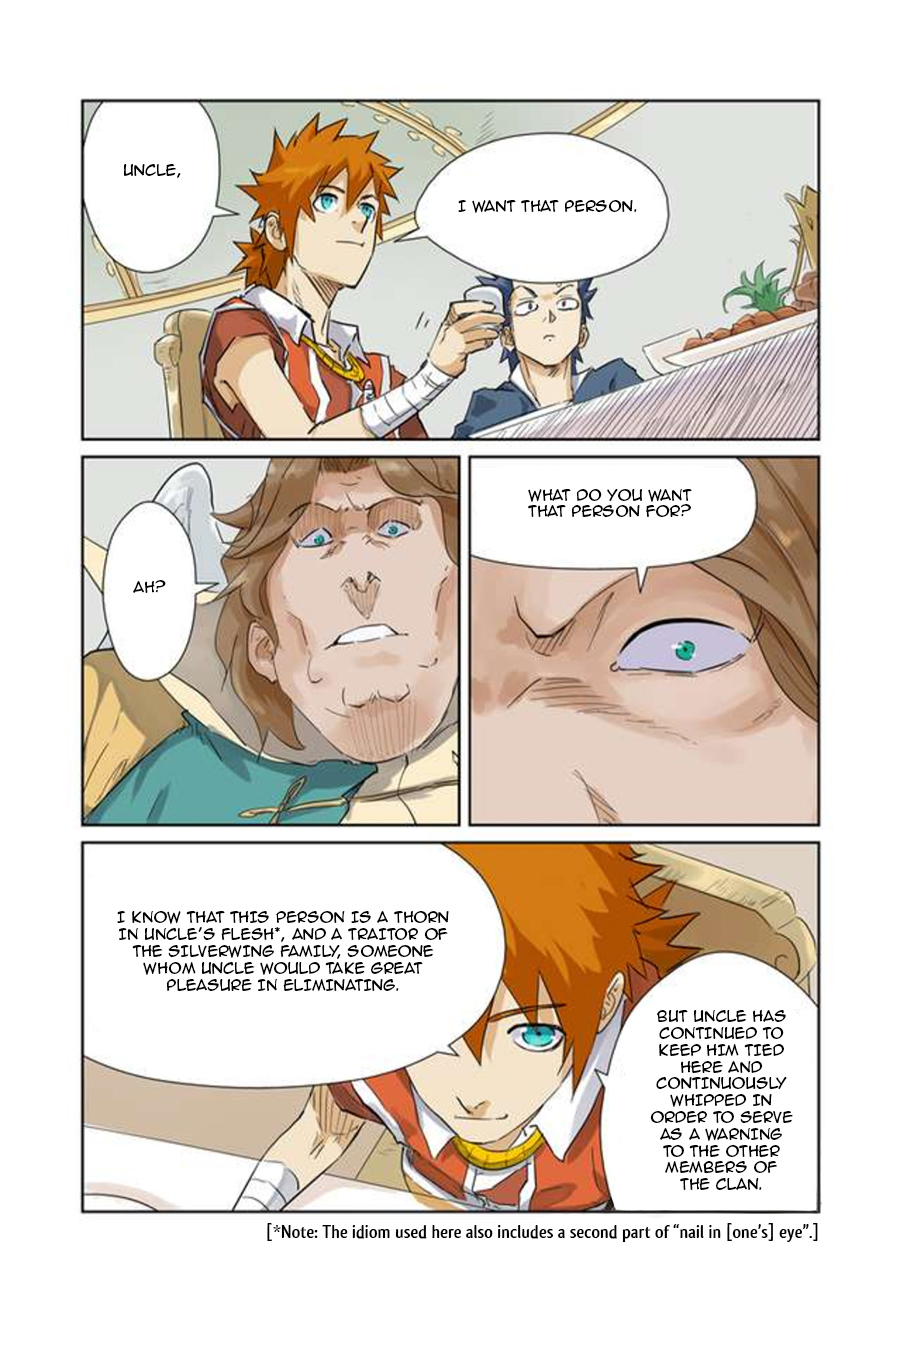 UNCLE,
I WANT THAT PERSON.
AH?
WHAT DO YOU WANT
THAT PERSON FOR?
I KNOW THAT THIS PERSON IS A THORN
IN UNCLE'S FLESH*, AND A TRAITOR OF
THE SILVERWING FAMILY, SOMEONE
WHOM UNCLE WOULD TAKE GREAT
PLEASURE IN ELIMINATING.
BUT UNCLE HAS
CONTINUED TO
KEEP HIM TIED
HERE AND
CONTINUOUSLY
WHIPPED IN
ORDER TO SERVE
AS A WARNING
TO THE OTHER
MEMBERS OF
THE CLAN.
[*Note: The idiom used here also includes a second part of “nail in [one's] eye”.]